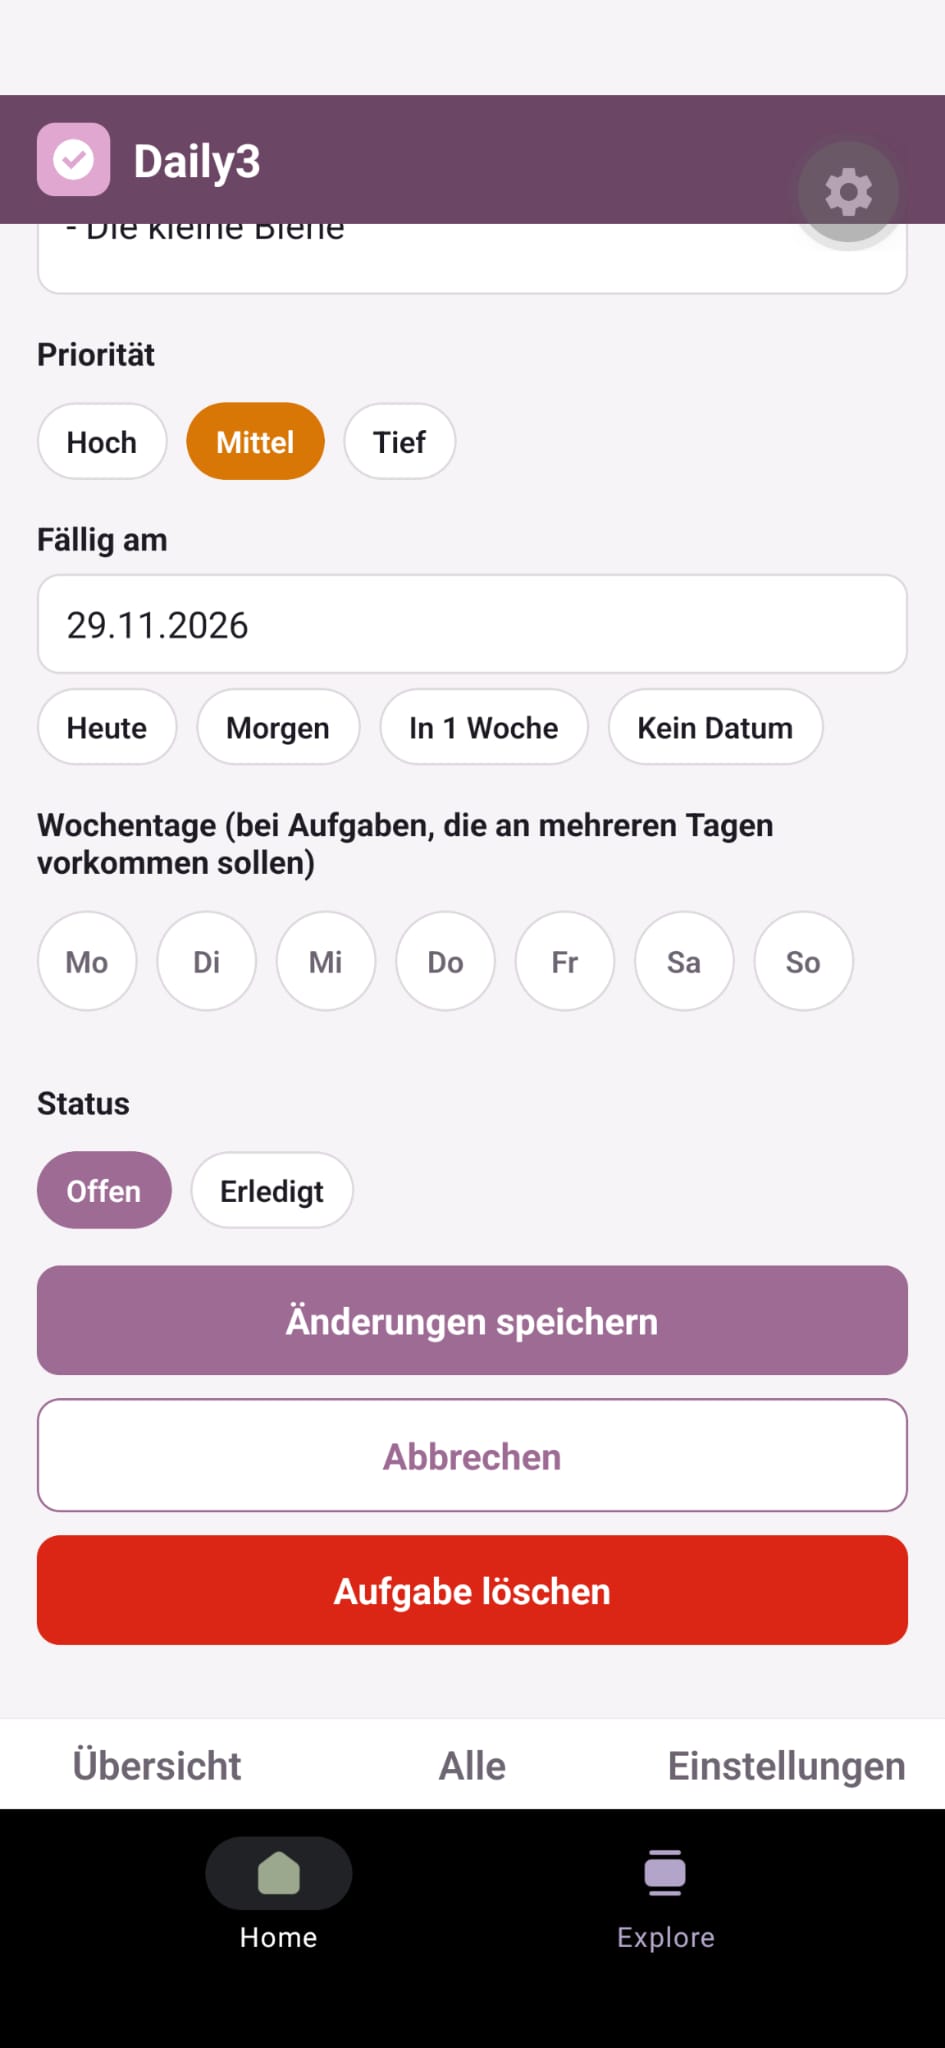 Daily3
- Die kleine Biene
Priorität
Hoch Mittel Tief
Fällig am
29.11.2026
Heute Morgen In 1 Woche Kein Datum
Wochentage (bei Aufgaben, die an mehreren Tagen
vorkommen sollen)
Mo Di Mi Do Fr Sa So
Status
Offen Erledigt
Änderungen speichern
Abbrechen
Aufgabe löschen
Übersicht Alle Einstellungen
Home Explore